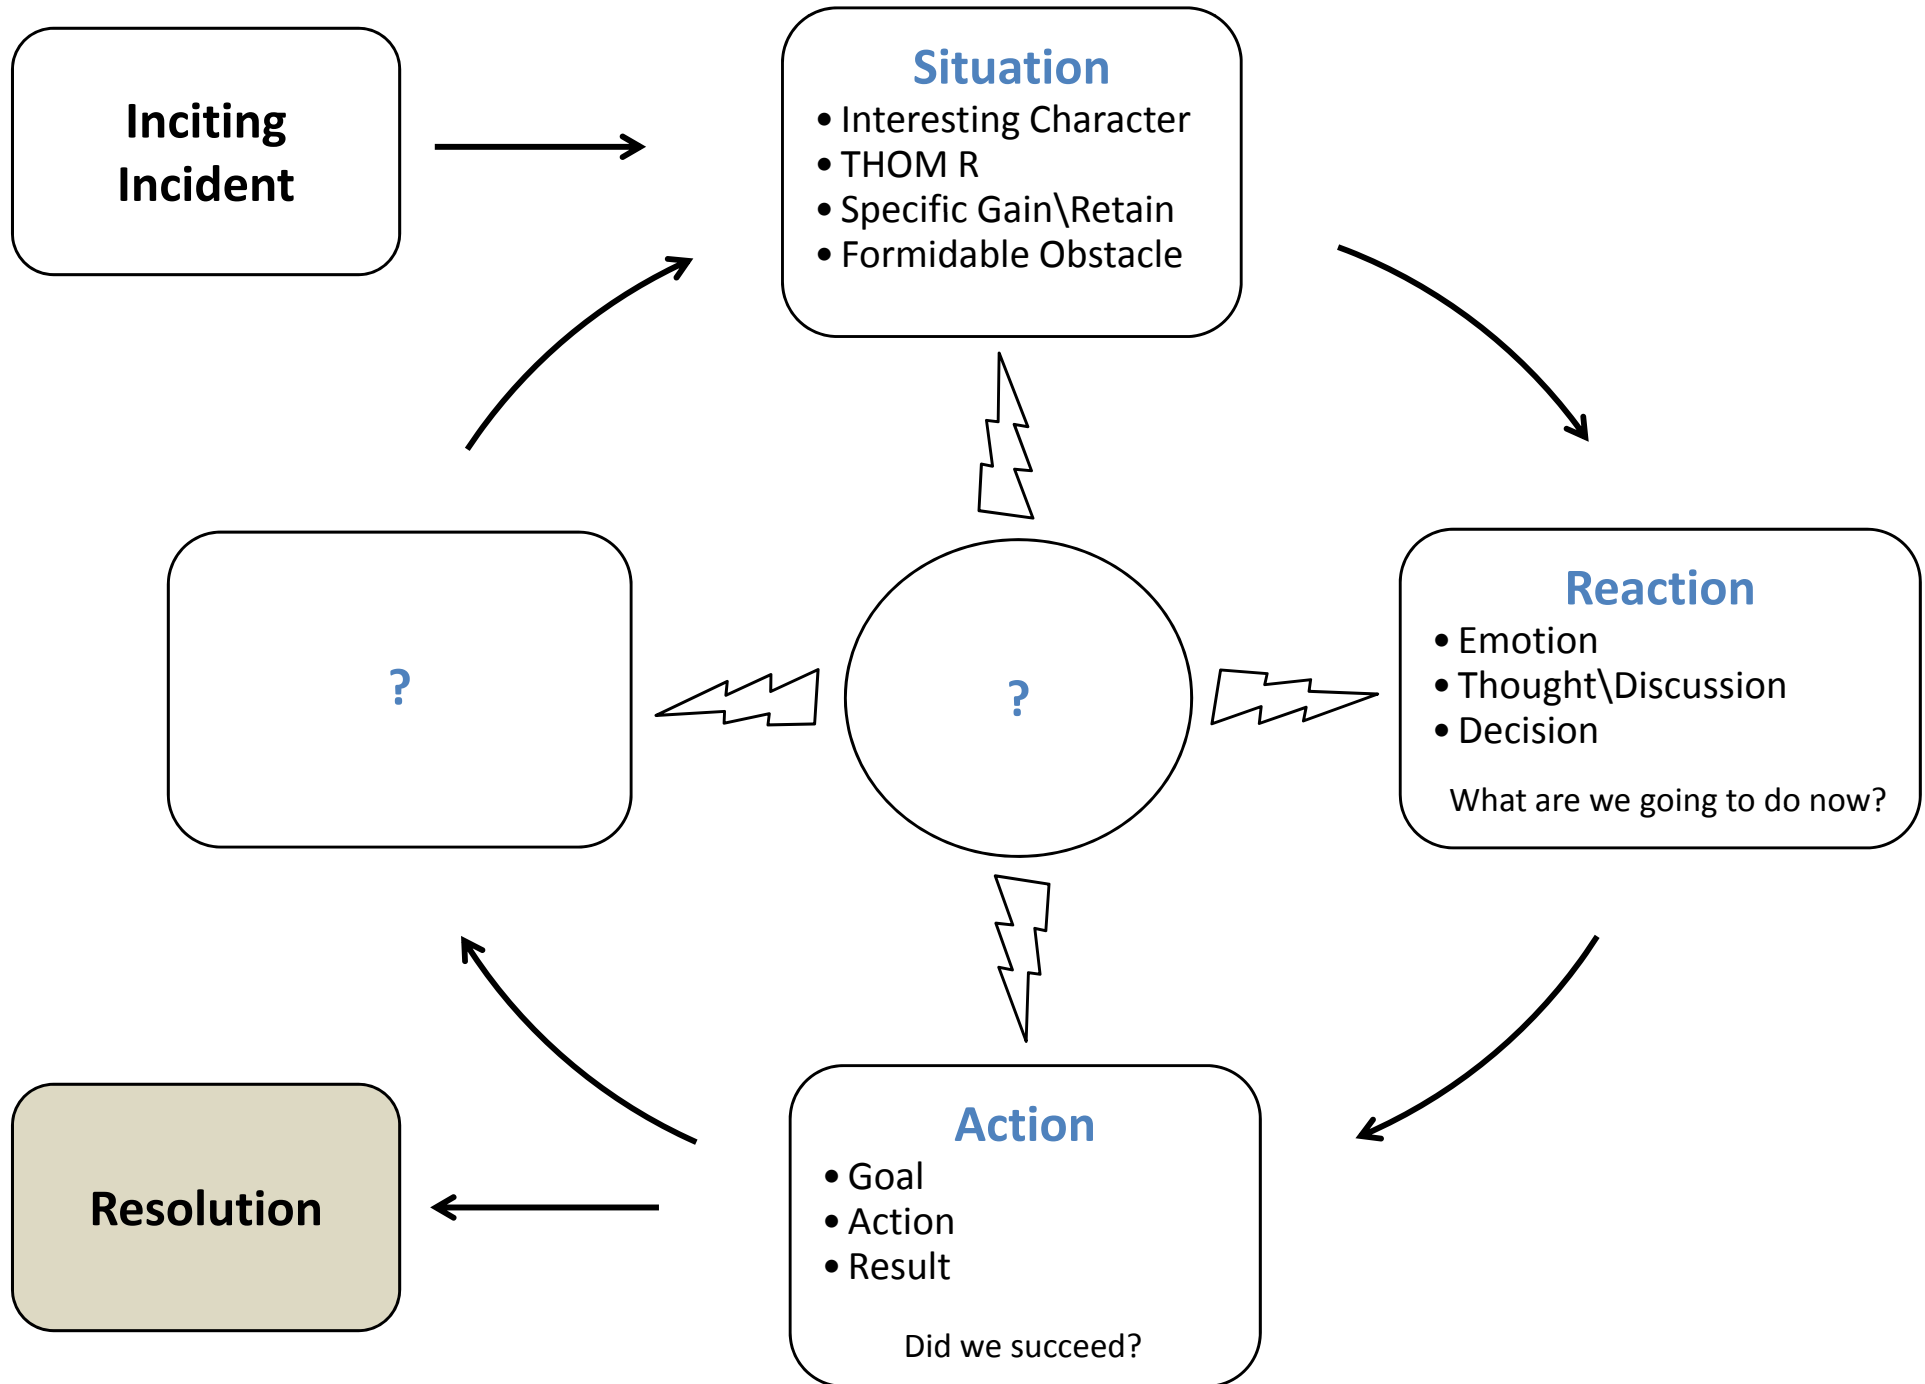 Inciting
Incident
Situation
• Interesting Character
• THOM R
• Specific Gain\Retain
• Formidable Obstacle
?
?
Reaction
• Emotion
• Thought\Discussion
• Decision
What are we going to do now?
Resolution
Action
• Goal
• Action
• Result
Did we succeed?